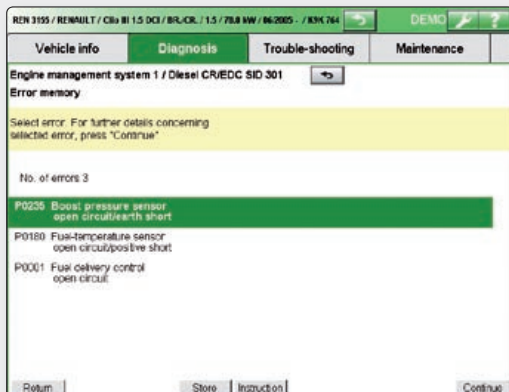 REN 3155 / RENAULT / Clio III 1.5 DCI / BR./CR. / 1.5 / 78.0 kW / 06.2005 - / K9K 764 DEMO ?
Vehicle info Diagnosis Trouble-shooting Maintenance
Engine management system 1 / Diesel CR/EDC SID 301
Error memory
Select error. For further details concerning
selected error, press "Continue"
No. of errors 3
P0235 Boost pressure sensor
open circuit/earth short
P0180 Fuel-temperature sensor
open circuit/positive short
P0001 Fuel delivery control
open circuit
Return Store Instruction Continue